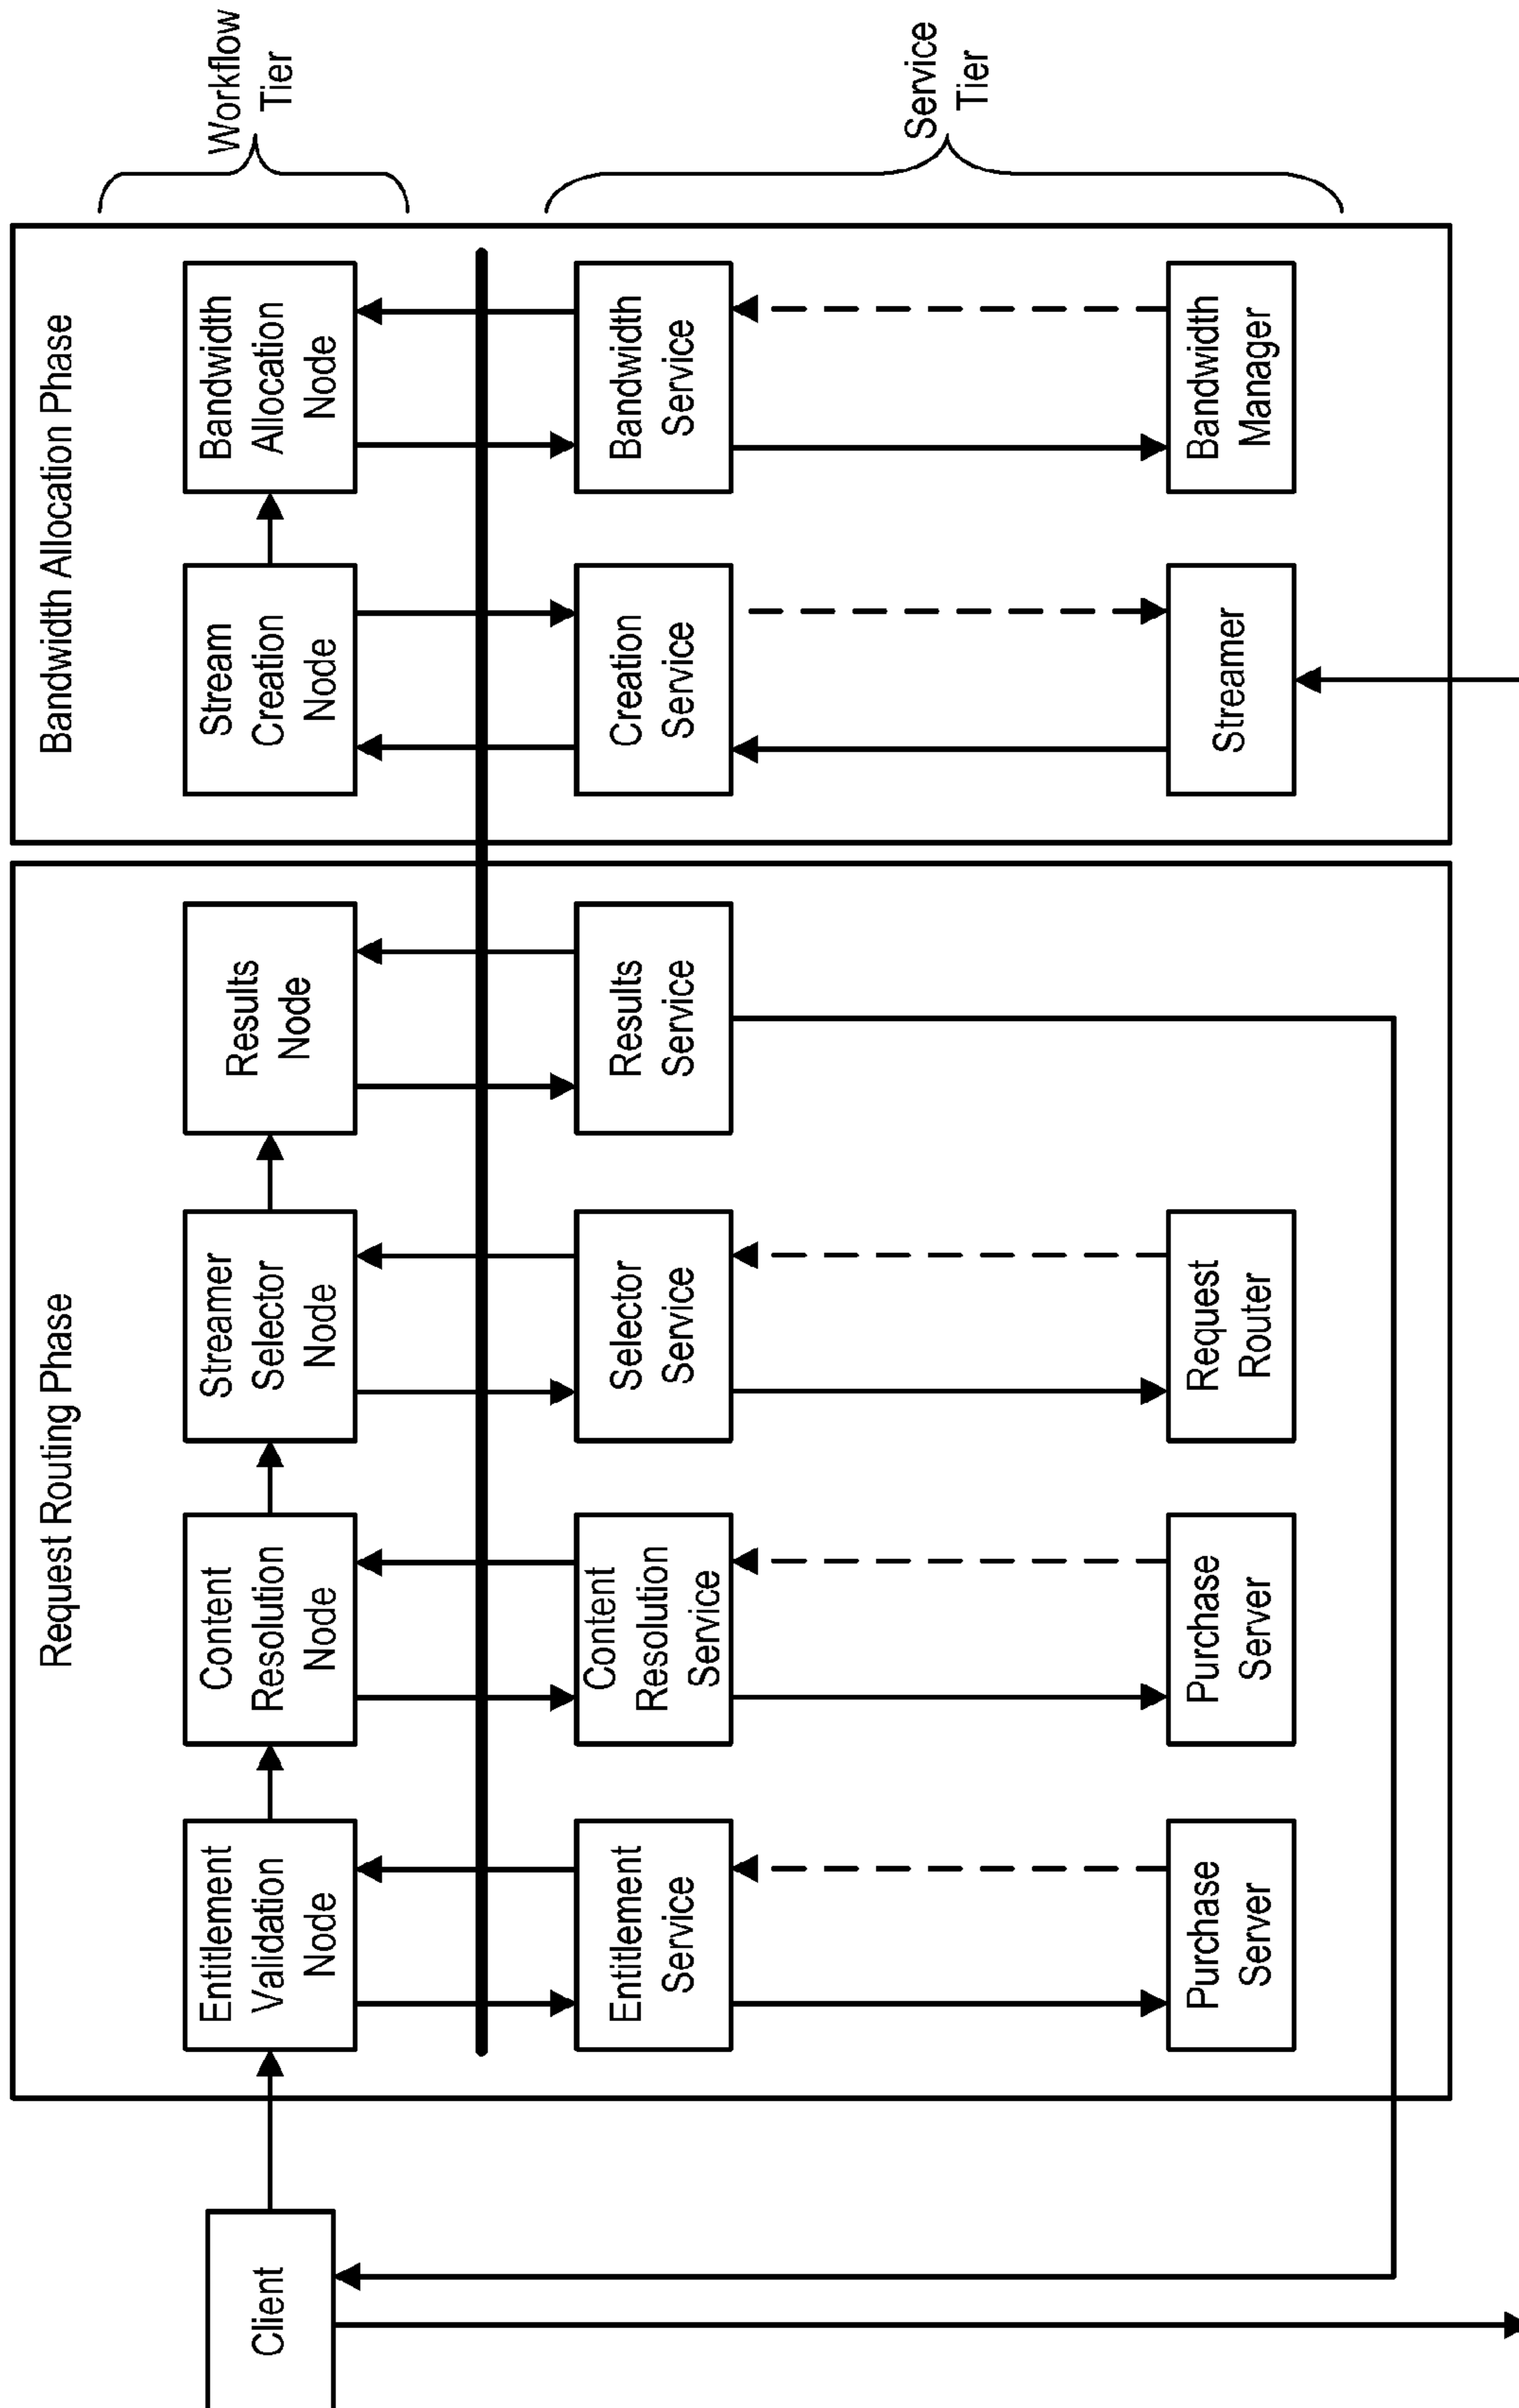 Request Routing Phase
Bandwidth Allocation Phase
Workflow
Tier
Client
Entitlement
Validation
Node
Content
Resolution
Node
Streamer
Selector
Node
Results
Node
Stream
Creation
Node
Bandwidth
Allocation
Node
Service
Tier
Entitlement
Service
Content
Resolution
Service
Selector
Service
Results
Service
Creation
Service
Bandwidth
Service
Purchase
Server
Purchase
Server
Request
Router
Streamer
Bandwidth
Manager